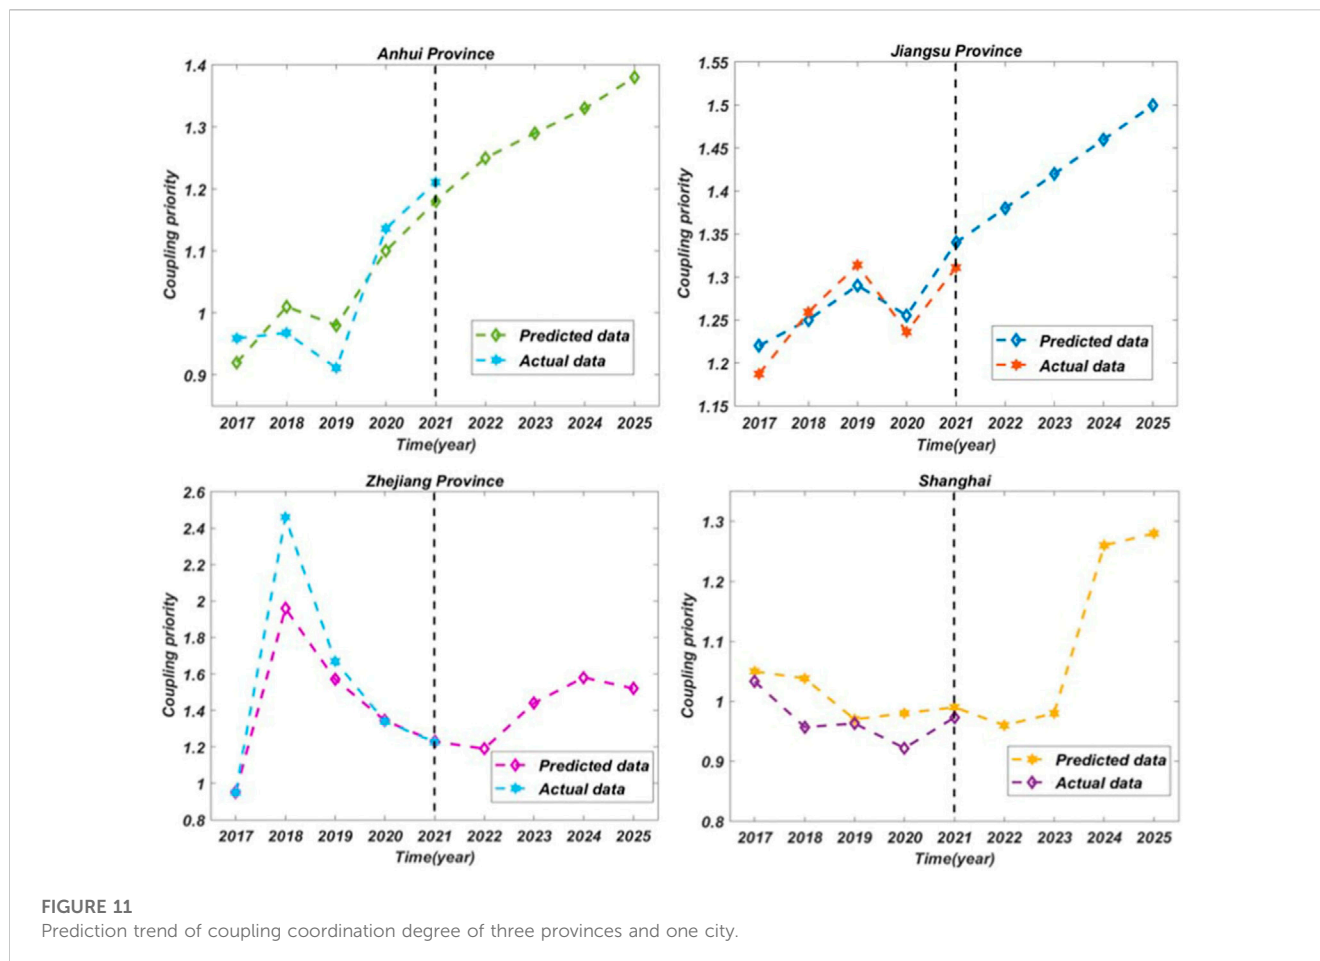 Anhui Province
1.4
1.3
1.2
1.1
1
0.9
Coupling priority
2017 2018 2019 2020 2021 2022 2023 2024 2025
Time(year)
Predicted data
Actual data
Jiangsu Province
1.55
1.5
1.45
1.4
1.35
1.3
1.25
1.2
1.15
Coupling priority
2017 2018 2019 2020 2021 2022 2023 2024 2025
Time(year)
Predicted data
Actual data
Zhejiang Province
2.6
2.4
2.2
2
1.8
1.6
1.4
1.2
1
0.8
Coupling priority
2017 2018 2019 2020 2021 2022 2023 2024 2025
Time(year)
Predicted data
Actual data
Shanghai
1.3
1.2
1.1
1
0.9
0.8
Coupling priority
2017 2018 2019 2020 2021 2022 2023 2024 2025
Time(year)
Predicted data
Actual data
FIGURE 11
Prediction trend of coupling coordination degree of three provinces and one city.